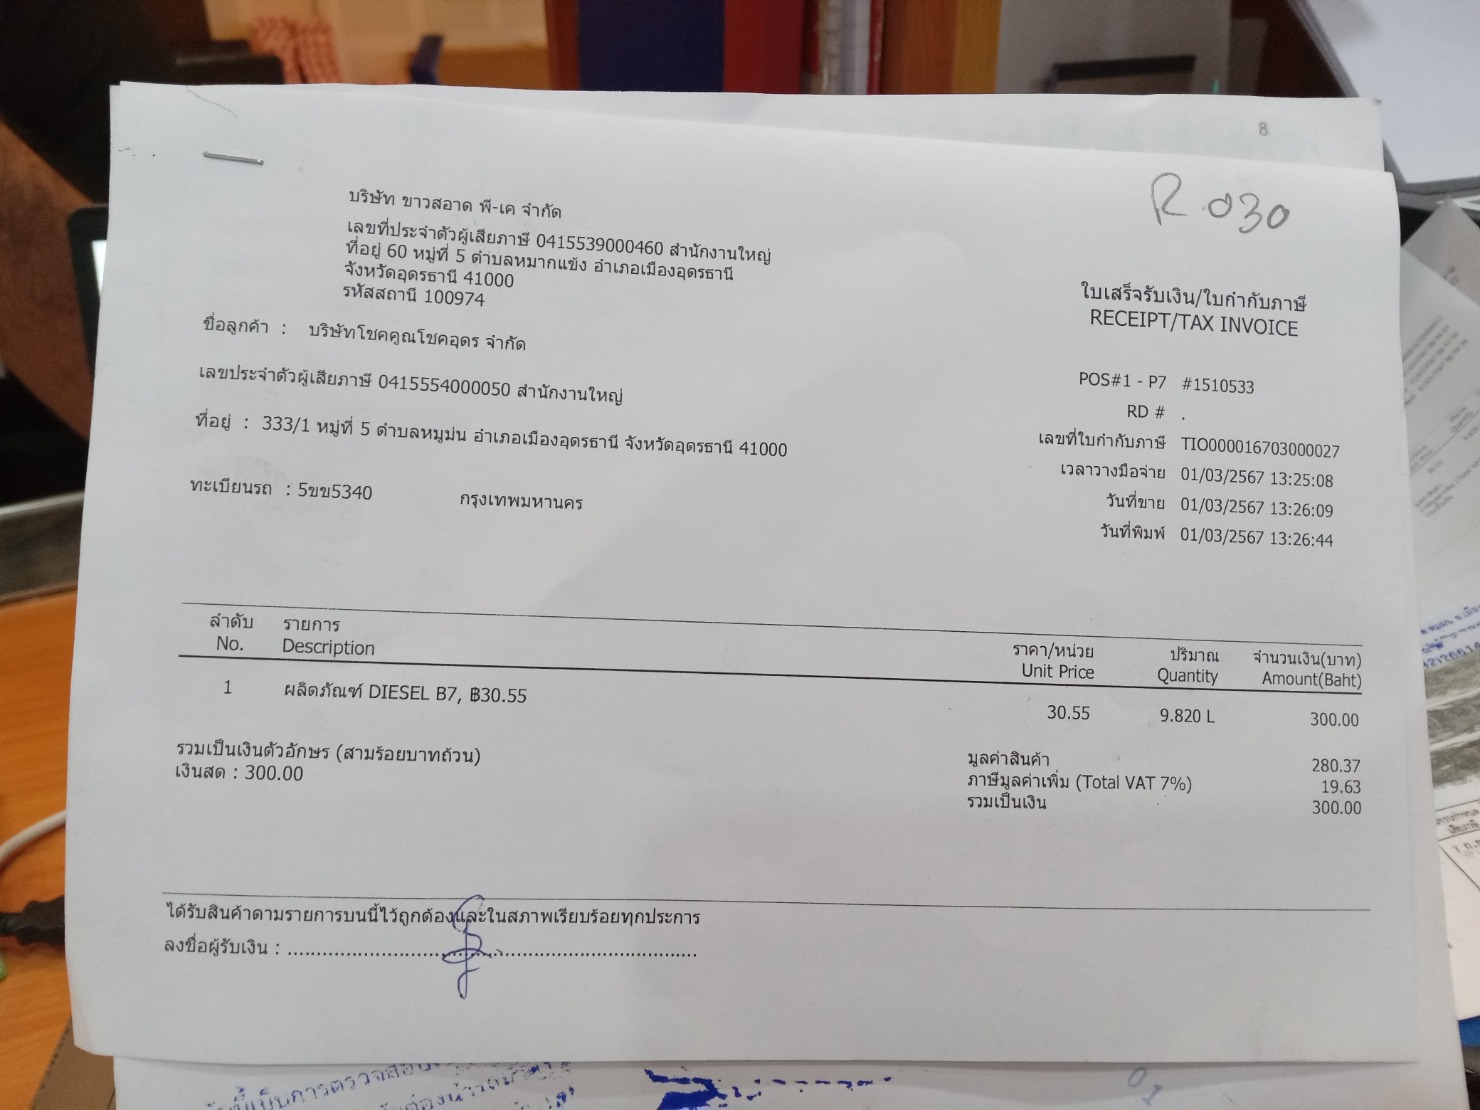 8
R.030
บริษัท ขาวสอาด พี-เค จำกัด
เลขที่ประจำตัวผู้เสียภาษี 0415539000460 สำนักงานใหญ่
ที่อยู่ 60 หมู่ที่ 5 ตำบลหมากแข้ง อำเภอเมืองอุดรธานี
จังหวัดอุดรธานี 41000
รหัสสถานี 100974
ใบเสร็จรับเงิน/ใบกำกับภาษี
RECEIPT/TAX INVOICE
ชื่อลูกค้า : บริษัทโชคคูณโชคอุดร จำกัด
เลขประจำตัวผู้เสียภาษี 0415554000050 สำนักงานใหญ่
ที่อยู่ : 333/1 หมู่ที่ 5 ตำบลหมูม่น อำเภอเมืองอุดรธานี จังหวัดอุดรธานี 41000
ทะเบียนรถ : 5ขข5340 กรุงเทพมหานคร
POS#1 - P7 #1510533
RD # .
เลขที่ใบกำกับภาษี TIO000016703000027
เวลาวางมือจ่าย 01/03/2567 13:25:08
วันที่ขาย 01/03/2567 13:26:09
วันที่พิมพ์ 01/03/2567 13:26:44
ลำดับ รายการ ราคา/หน่วย ปริมาณ จำนวนเงิน(บาท)
No. Description Unit Price Quantity Amount(Baht)
1 ผลิตภัณฑ์ DIESEL B7, ฿30.55 30.55 9.820 L 300.00
รวมเป็นเงินตัวอักษร (สามร้อยบาทถ้วน)
เงินสด : 300.00
มูลค่าสินค้า 280.37
ภาษีมูลค่าเพิ่ม (Total VAT 7%) 19.63
รวมเป็นเงิน 300.00
ได้รับสินค้าตามรายการบนนี้ไว้ถูกต้องและในสภาพเรียบร้อยทุกประการ
ลงชื่อผู้รับเงิน : ......................................................................
01